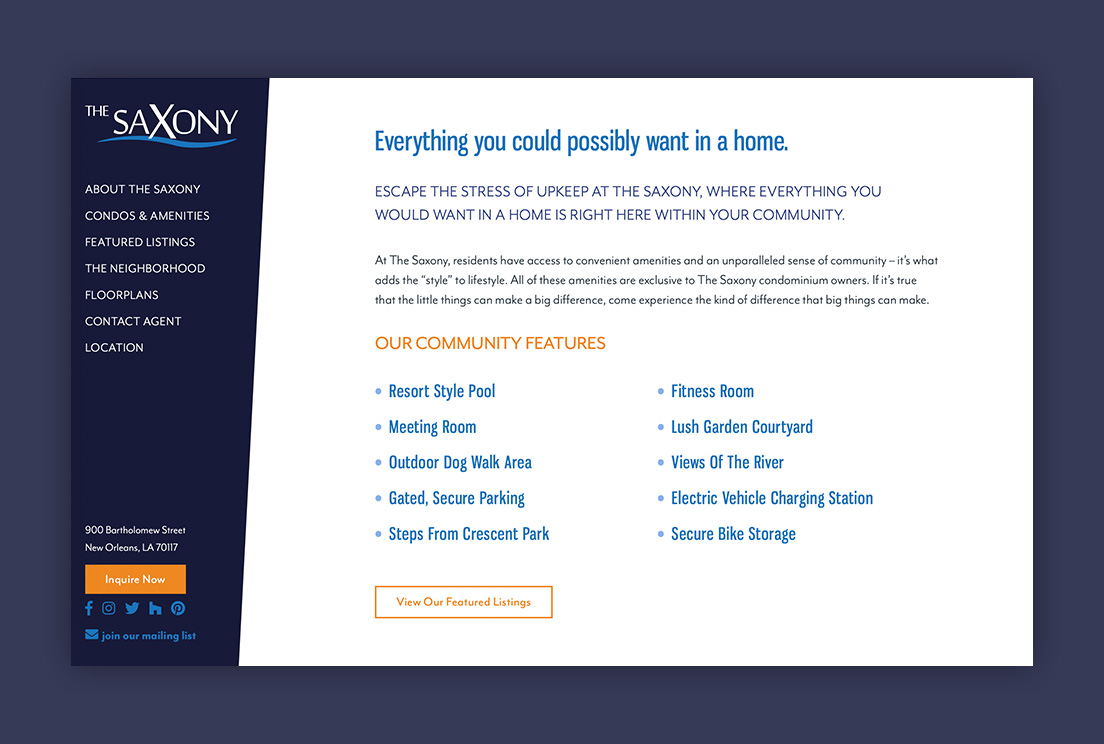 THE SAXONY
ABOUT THE SAXONY
CONDOS & AMENITIES
FEATURED LISTINGS
THE NEIGHBORHOOD
FLOORPLANS
CONTACT AGENT
LOCATION
900 Bartholomew Street
New Orleans, LA 70117
Inquire Now
join our mailing list
Everything you could possibly want in a home.
ESCAPE THE STRESS OF UPKEEP AT THE SAXONY, WHERE EVERYTHING YOU
WOULD WANT IN A HOME IS RIGHT HERE WITHIN YOUR COMMUNITY.
At The Saxony, residents have access to convenient amenities and an unparalleled sense of community – it’s what
adds the “style” to lifestyle. All of these amenities are exclusive to The Saxony condominium owners. If it’s true
that the little things can make a big difference, come experience the kind of difference that big things can make.
OUR COMMUNITY FEATURES
• Resort Style Pool
• Meeting Room
• Outdoor Dog Walk Area
• Gated, Secure Parking
• Steps From Crescent Park
• Fitness Room
• Lush Garden Courtyard
• Views Of The River
• Electric Vehicle Charging Station
• Secure Bike Storage
View Our Featured Listings